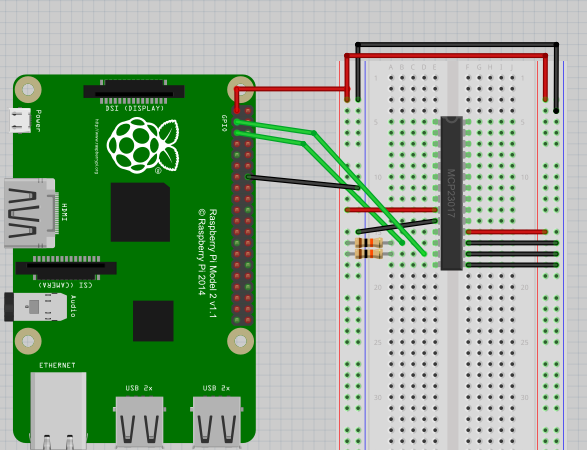 DSI (DISPLAY)
Power
GPIO
http://www.raspberrypi.org
®
HDMI
MCP23017
Raspberry Pi Model 2 v1.1
© Raspberry Pi 2014
CSI (CAMERA)
Audio
ETHERNET
USB 2x
USB 2x
A B C D E
F G H I J
1
1
5
5
10
10
20
20
25
25
30
30